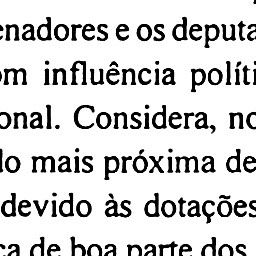 enadores e os deputa
om influência políti
onal. Considera, no
do mais próxima de
devido às dotações
ca de boa parte dos